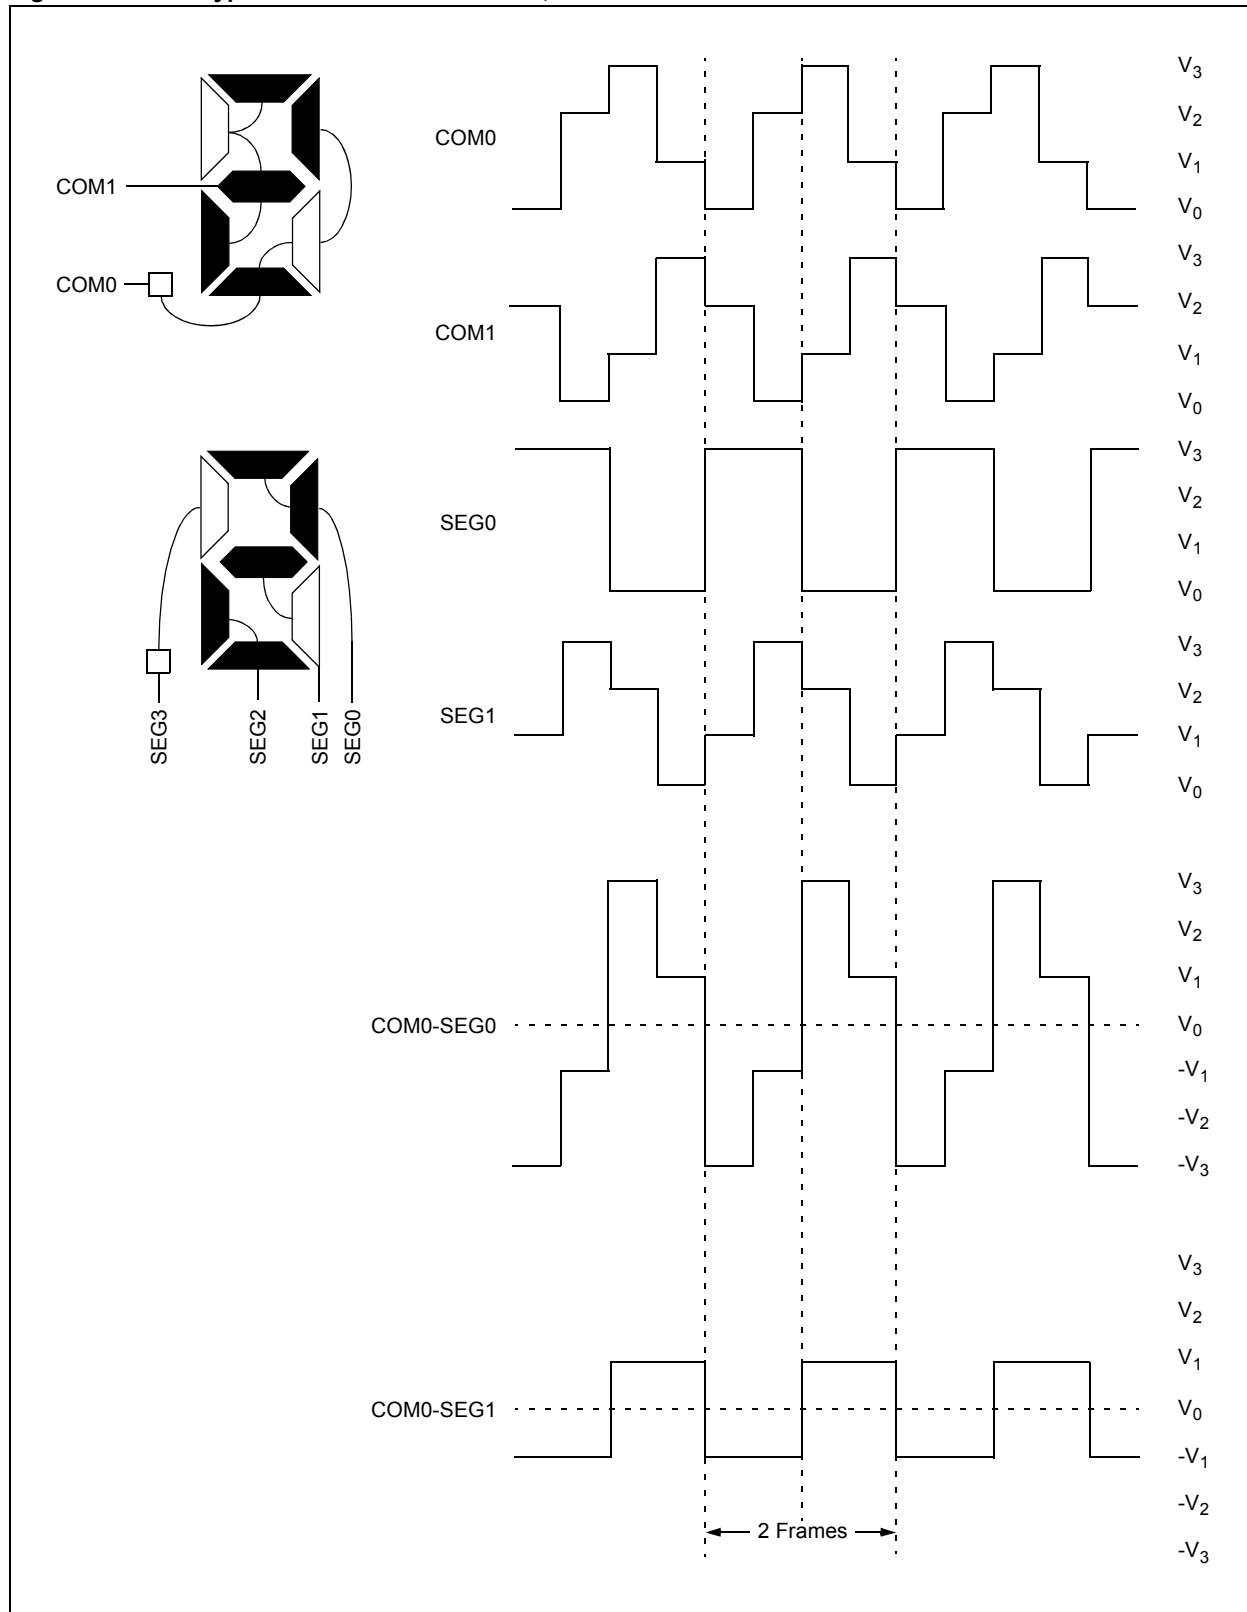 COM1
COM0
SEG3
SEG2
SEG1
SEG0
COM0
V3
V2
V1
V0
COM1
V3
V2
V1
V0
SEG0
V3
V2
V1
V0
SEG1
V3
V2
V1
V0
COM0-SEG0
V3
V2
V1
V0
-V1
-V2
-V3
COM0-SEG1
V3
V2
V1
V0
-V1
-V2
-V3
2 Frames